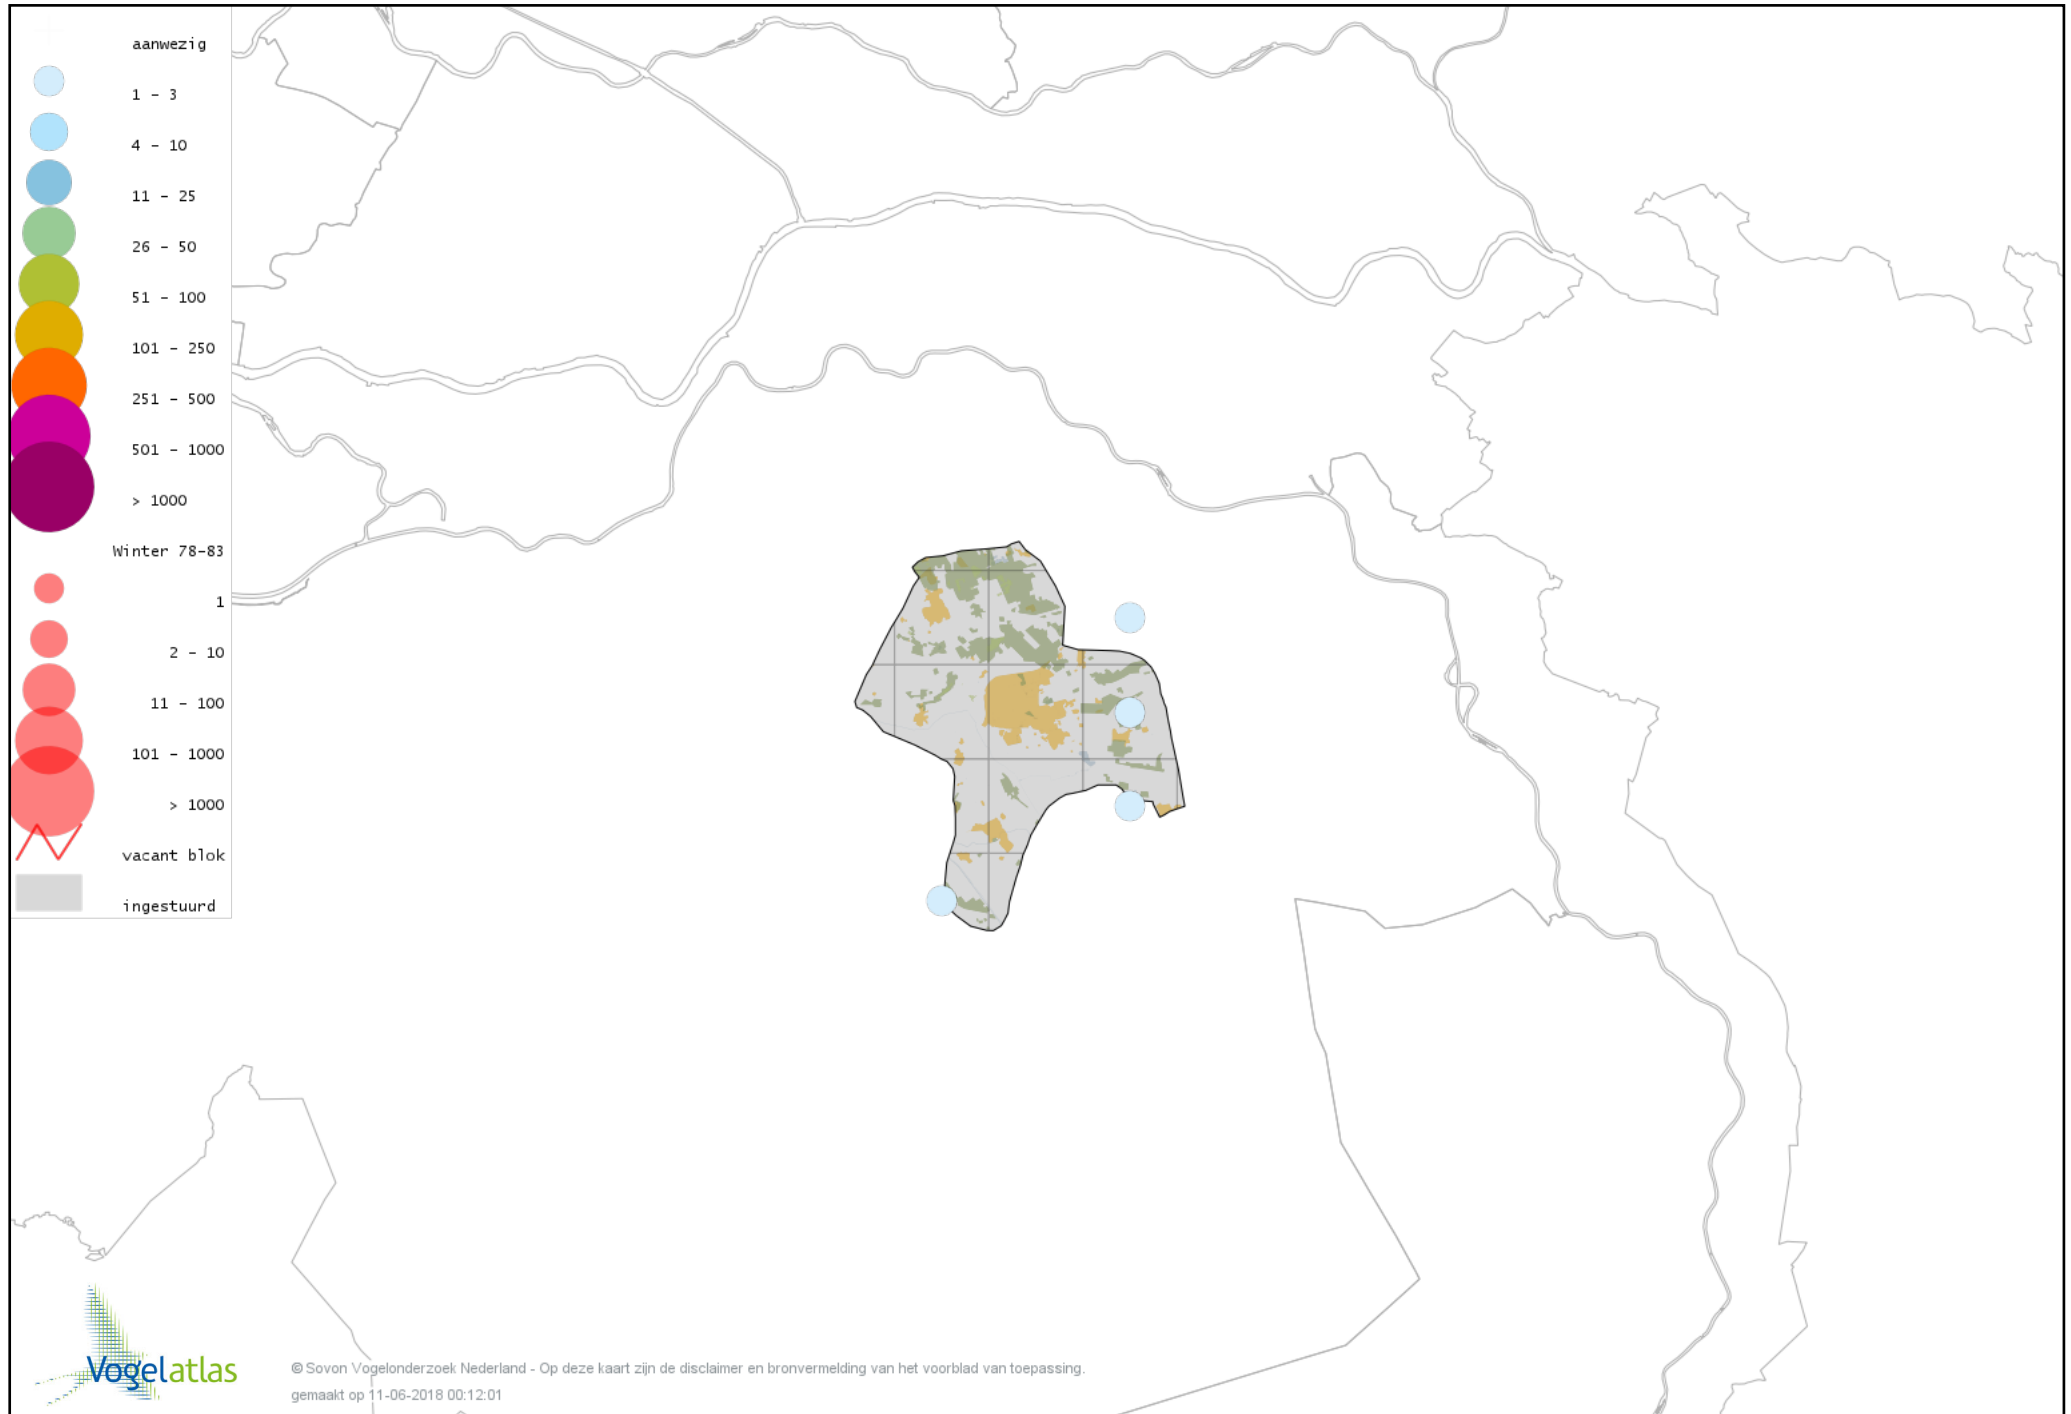 aanwezig
1 - 3
4 - 10
11 - 25
26 - 50
51 - 100
101 - 250
251 - 500
501 - 1000
> 1000
Winter 78-83
1
2 - 10
11 - 100
101 - 1000
> 1000
vacant blok
ingestuurd
Vogelatlas
© Sovon Vogelonderzoek Nederland - Op deze kaart zijn de disclaimer en bronvermelding van het voorblad van toepassing.
gemaakt op 11-06-2018 00:12:01